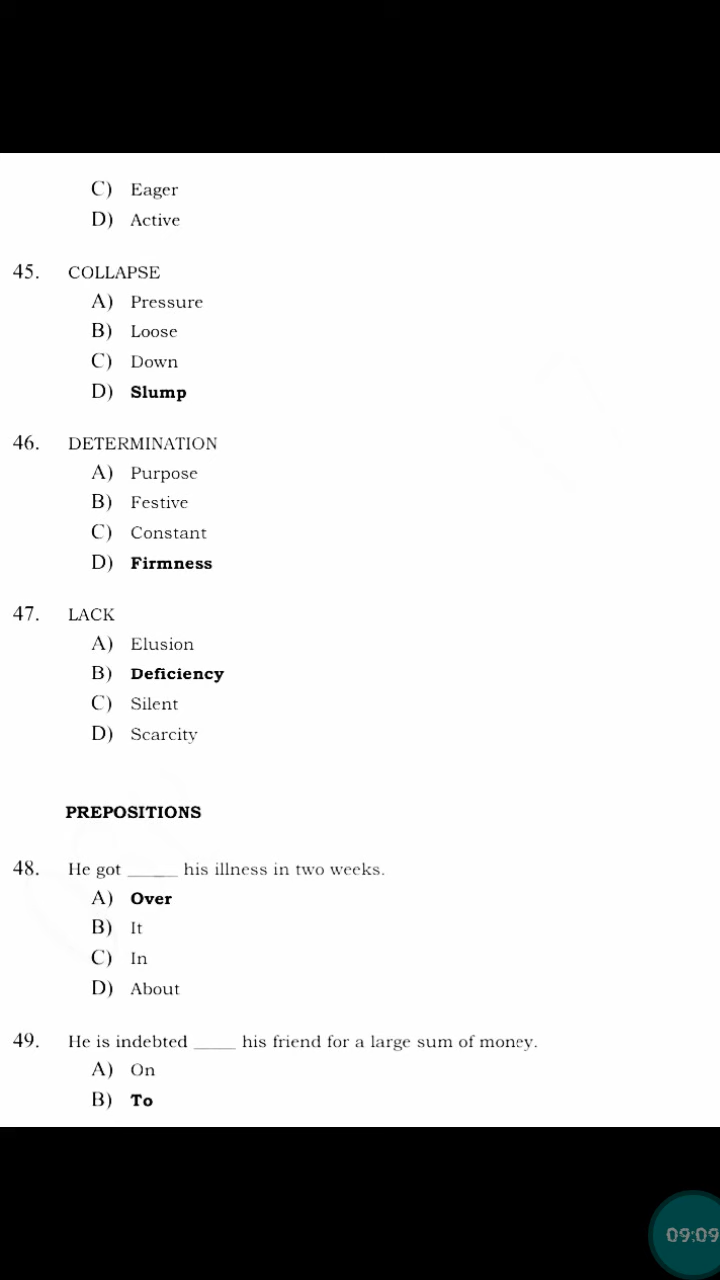 C) Eager
D) Active
45. COLLAPSE
A) Pressure
B) Loose
C) Down
D) Slump
46. DETERMINATION
A) Purpose
B) Festive
C) Constant
D) Firmness
47. LACK
A) Elusion
B) Deficiency
C) Silent
D) Scarcity
PREPOSITIONS
48. He got _____ his illness in two weeks.
A) Over
B) It
C) In
D) About
49. He is indebted ____ his friend for a large sum of money.
A) On
B) To
09:09